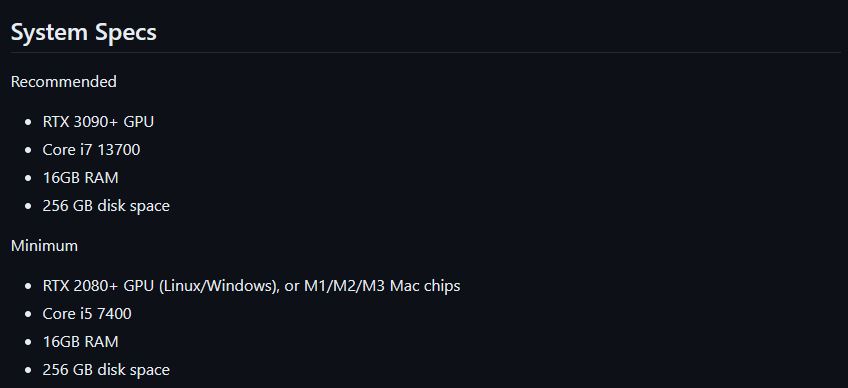 System Specs
Recommended
RTX 3090+ GPU
Core i7 13700
16GB RAM
256 GB disk space
Minimum
RTX 2080+ GPU (Linux/Windows), or M1/M2/M3 Mac chips
Core i5 7400
16GB RAM
256 GB disk space